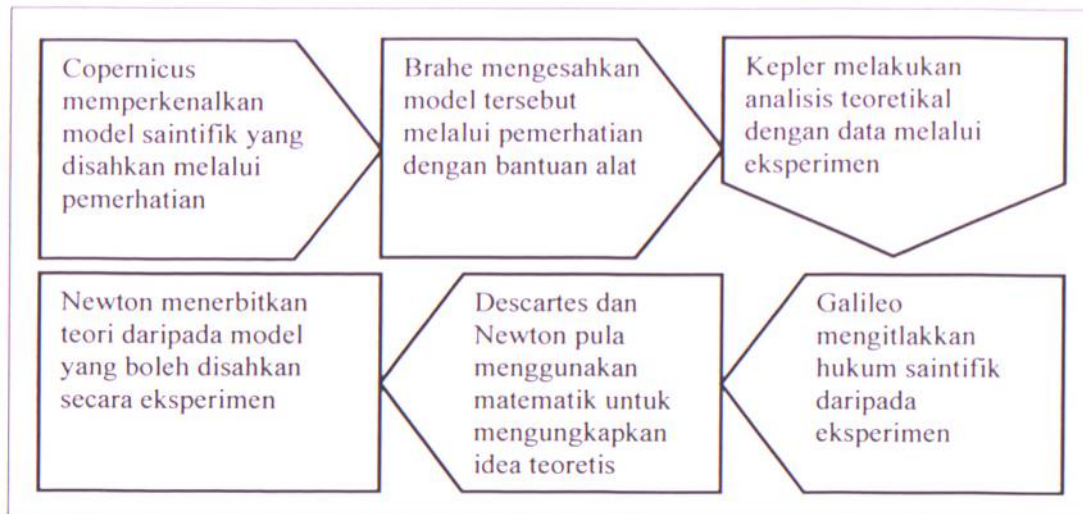 Copernicus
memperkenalkan
model saintifik yang
disahkan melalui
pemerhatian
Brahe mengesahkan
model tersebut
melalui pemerhatian
dengan bantuan alat
Kepler melakukan
analisis teoretikal
dengan data melalui
eksperimen
Galileo
mengitlakkan
hukum saintifik
daripada
eksperimen
Descartes dan
Newton pula
menggunakan
matematik untuk
mengungkapkan
idea teoretis
Newton menerbitkan
teori daripada model
yang boleh disahkan
secara eksperimen